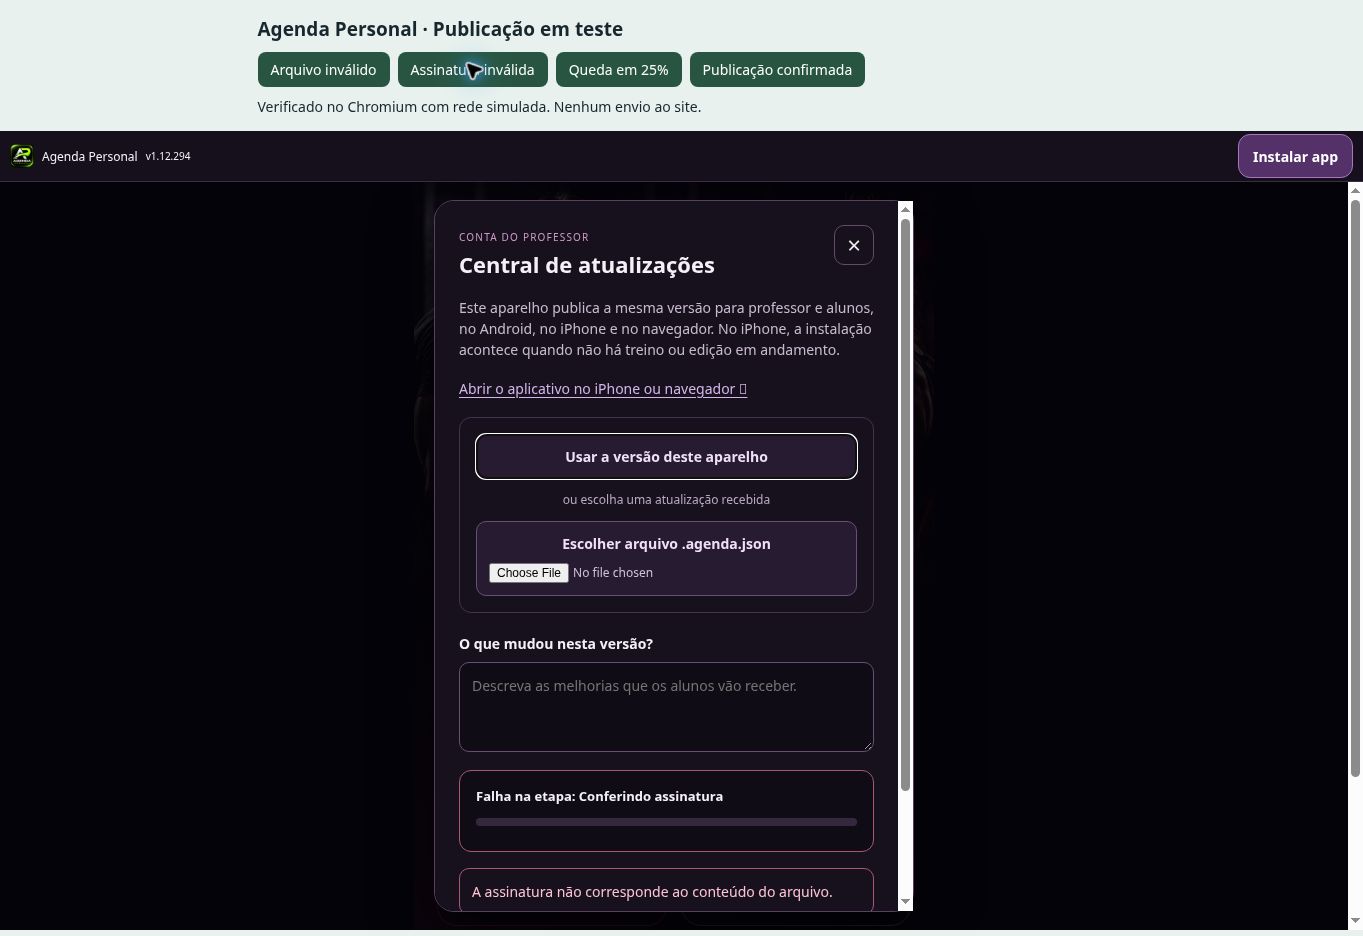 Agenda Personal · Publicação em teste
Arquivo inválido
Assinatura inválida
Queda em 25%
Publicação confirmada
Verificado no Chromium com rede simulada. Nenhum envio ao site.
Agenda Personal v1.12.294
Instalar app
CONTA DO PROFESSOR
Central de atualizações
Este aparelho publica a mesma versão para professor e alunos,
no Android, no iPhone e no navegador. No iPhone, a instalação
acontece quando não há treino ou edição em andamento.
Abrir o aplicativo no iPhone ou navegador
Usar a versão deste aparelho
ou escolha uma atualização recebida
Escolher arquivo .agenda.json
Choose File No file chosen
O que mudou nesta versão?
Descreva as melhorias que os alunos vão receber.
Falha na etapa: Conferindo assinatura
A assinatura não corresponde ao conteúdo do arquivo.